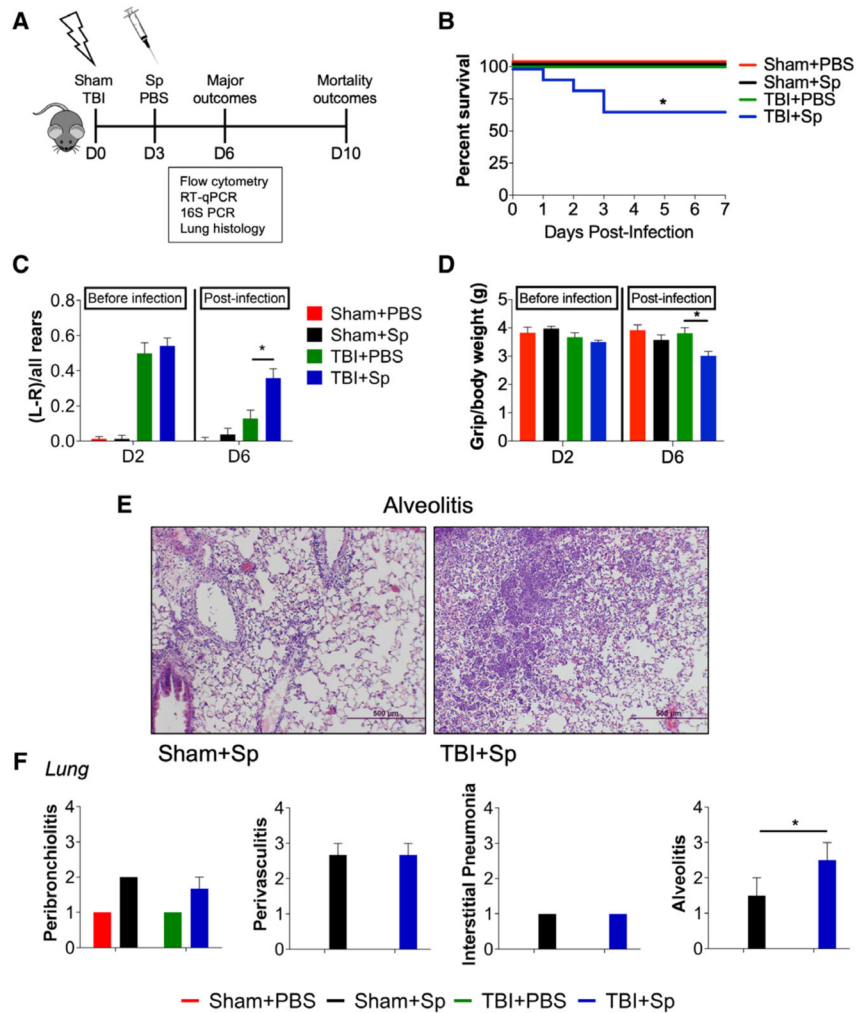 A
Sham
TBI
Sp
PBS
Major
outcomes
Mortality
outcomes
D0
D3
D6
D10
Flow cytometry
RT-qPCR
16S PCR
Lung histology
B
Percent survival
100
75
50
25
0
*
0 1 2 3 4 5 6 7
Days Post-Infection
Sham+PBS
Sham+Sp
TBI+PBS
TBI+Sp
C
(L-R)/all rears
0.8
0.6
0.4
0.2
0.0
Before infection
Post-infection
*
D2
D6
Sham+PBS
Sham+Sp
TBI+PBS
TBI+Sp
D
Grip/body weight (g)
5
4
3
2
1
0
Before infection
Post-infection
*
D2
D6
E
Alveolitis
500 µm
500 µm
Sham+Sp
TBI+Sp
F
Lung
Peribronchiolitis
4
3
2
1
0
Perivasculitis
4
3
2
1
0
Interstitial Pneumonia
4
3
2
1
0
Alveolitis
4
3
2
1
0
*
Sham+PBS
Sham+Sp
TBI+PBS
TBI+Sp